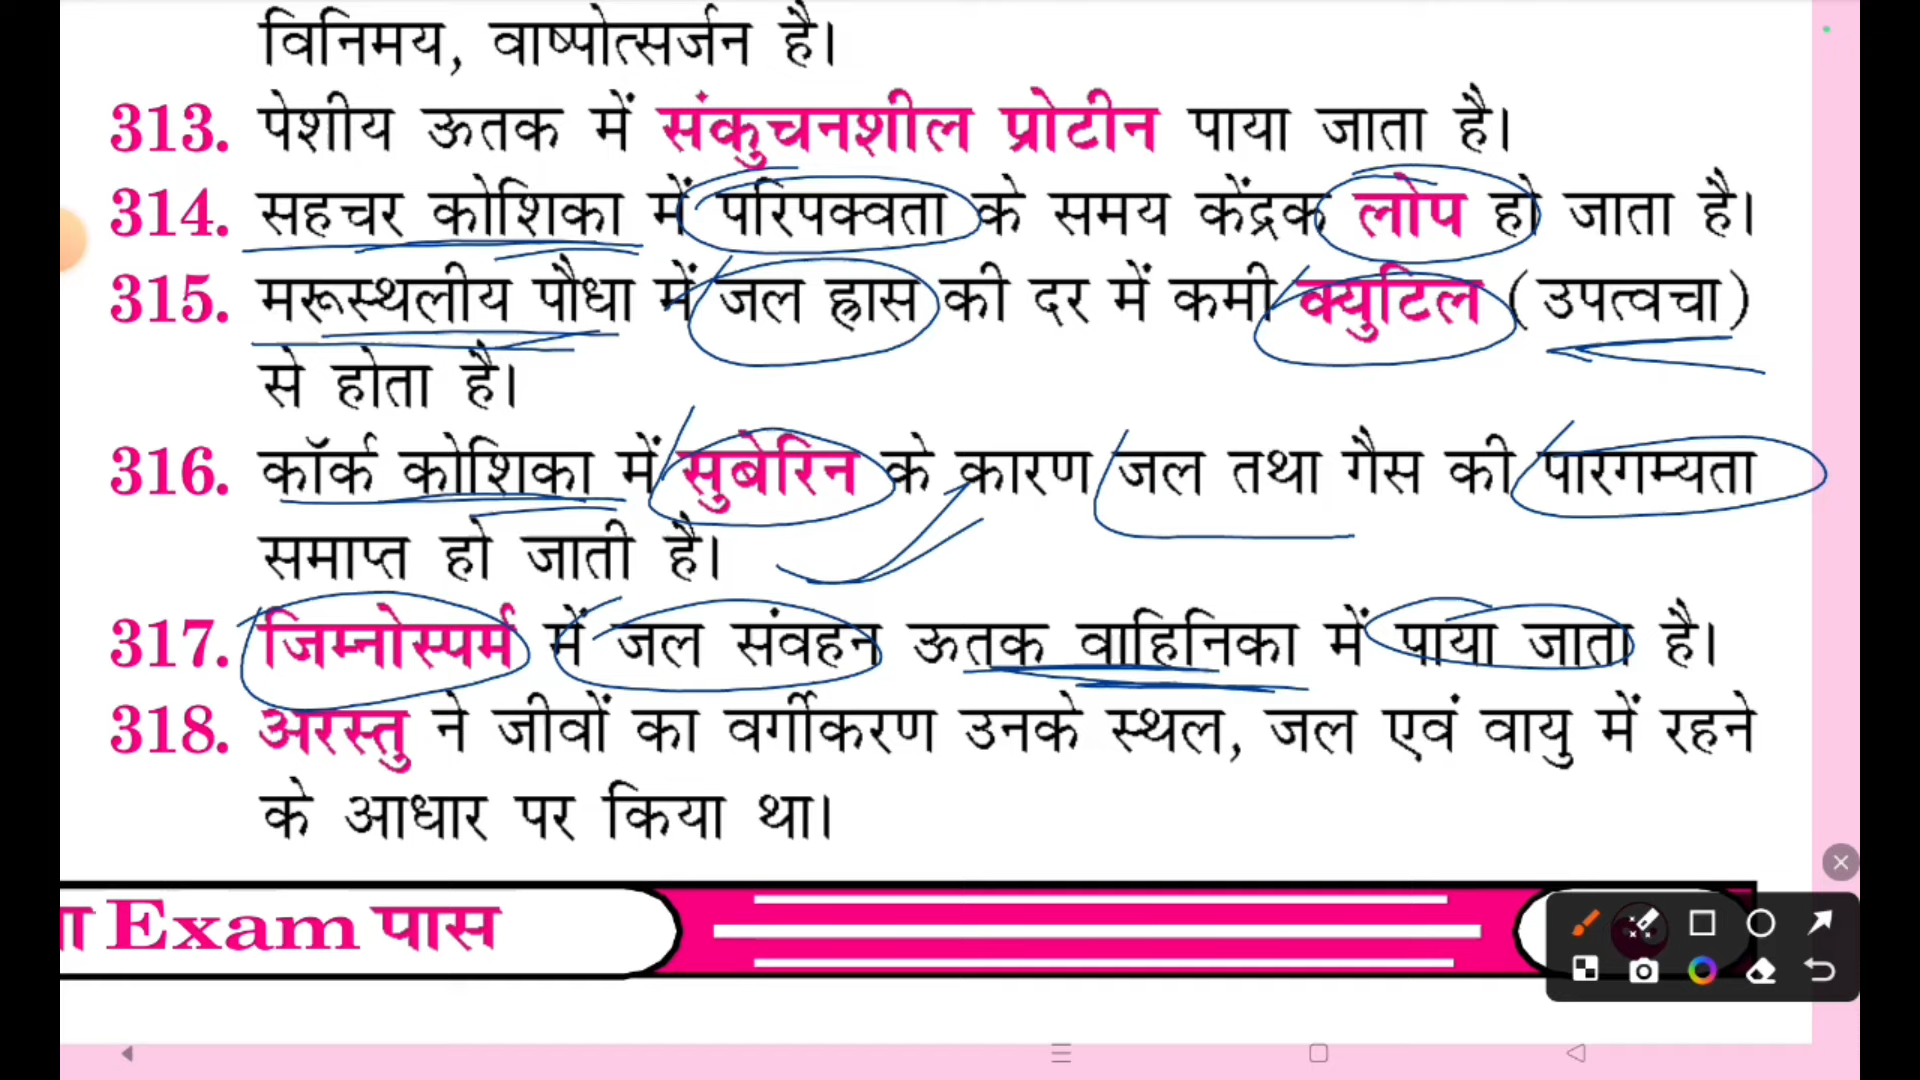 विनिमय, वाष्पोत्सर्जन है।
313. पेशीय ऊतक में संकुचनशील प्रोटीन पाया जाता है।
314. सहचर कोशिका में परिपक्वता के समय केंद्रक लोप हो जाता है।
315. मरूस्थलीय पौधा में जल ह्रास की दर में कमी क्युटिल (उपत्वचा)
से होता है।
316. कॉर्क कोशिका में सुबेरिन के कारण जल तथा गैस की पारगम्यता
समाप्त हो जाती है।
317. जिम्नोस्पर्म में जल संवहन ऊतक वाहिनिका में पाया जाता है।
318. अरस्तु ने जीवों का वर्गीकरण उनके स्थल, जल एवं वायु में रहने
के आधार पर किया था।
Exam पास